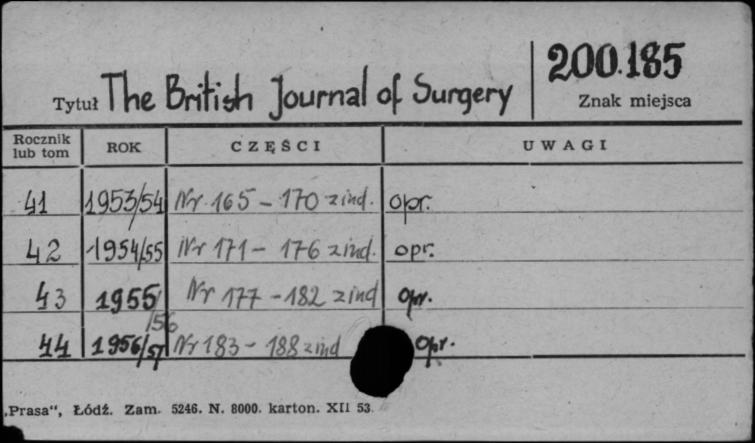 200.185
Tytuł The British Journal of Surgery Znak miejsca
Rocznik lub tom ROK CZĘŚCI UWAGI
41 1953/54 Nr 165 - 170 z ind. opr.
42 1954/55 Nr 171 - 176 z ind. opr.
43 1955/56 Nr 177 - 182 z ind opr.
44 1956/57 Nr 183 - 188 z ind opr.
„Prasa“, Łódź. Zam. 5246. N. 8000. karton. XII 53.